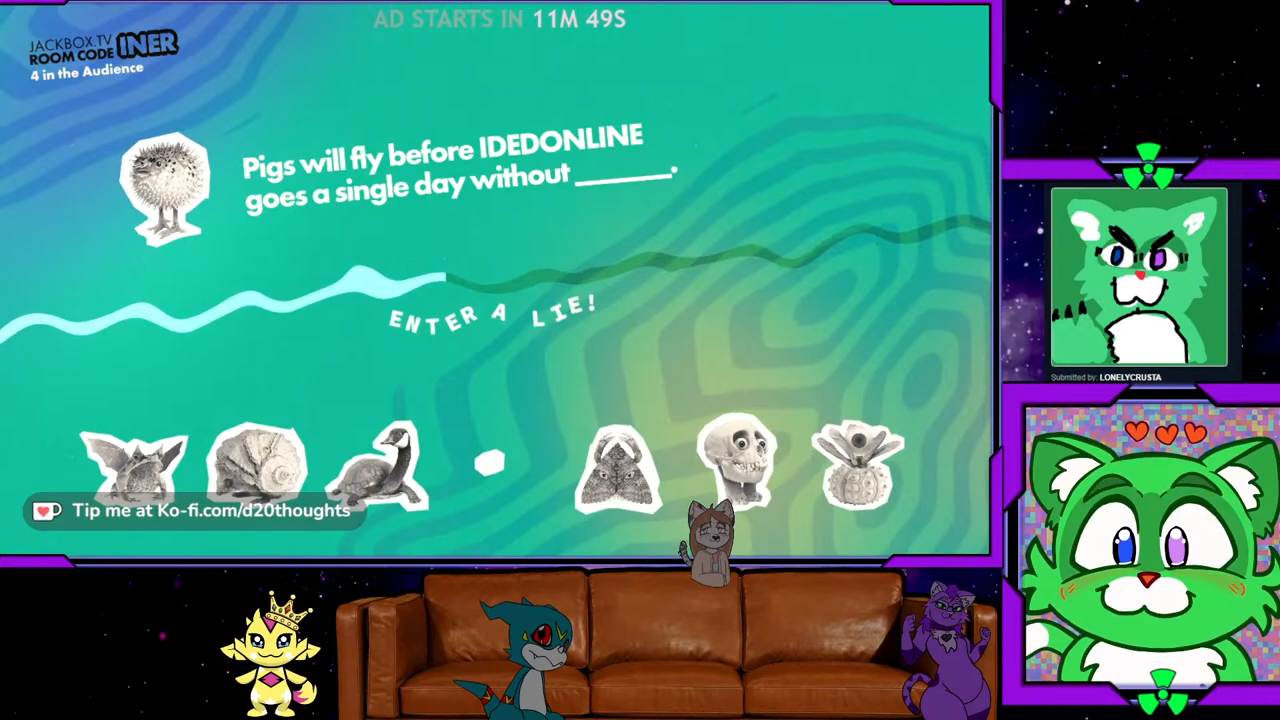 AD STARTS IN 11M 49S
JACKBOX.TV
ROOM CODE INER
4 in the Audience
Pigs will fly before IDEDONLINE
goes a single day without ______.
ENTER A LIE!
Submitted by: LONELYCRUSTA
Tip me at Ko-fi.com/d20thoughts